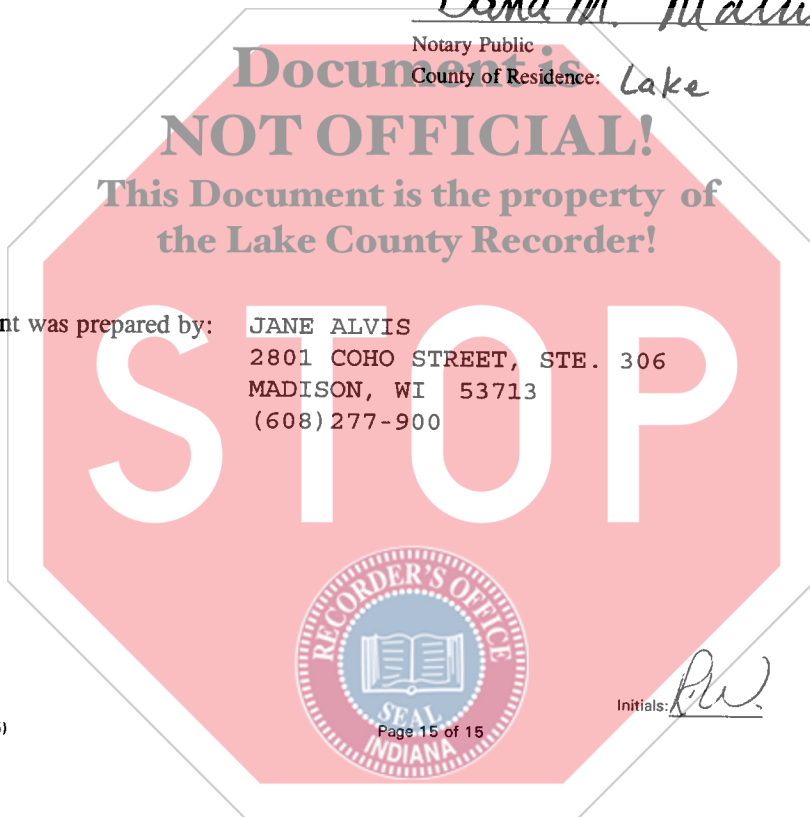 Dana M.
Notary Public
County of Residence: Lake
Document is
NOT OFFICIAL!
This Document is the property of
the Lake County Recorder!
nt was prepared by: JANE ALVIS
2801 COHO STREET, STE. 306
MADISON, WI 53713
(608)277-900
STOP
RECORDER'S OFFICE
SEAL
INDIANA
Initials: R.W.
Page 15 of 15